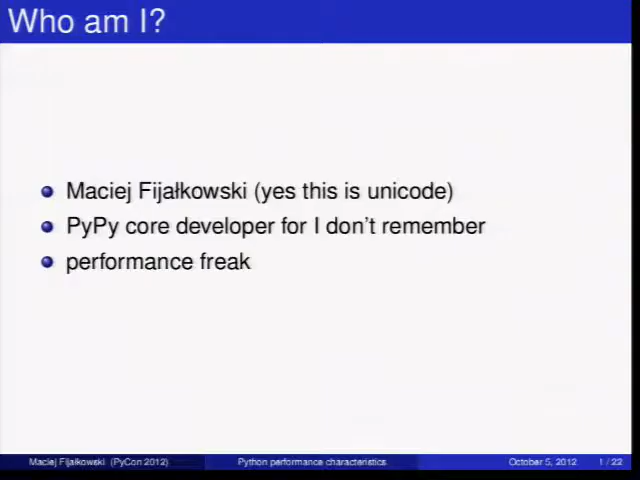 Who am I?
Maciej Fijałkowski (yes this is unicode)
PyPy core developer for I don't remember
performance freak
Maciej Fijałkowski (PyCon 2012) Python performance characteristics October 5, 2012 1 / 22